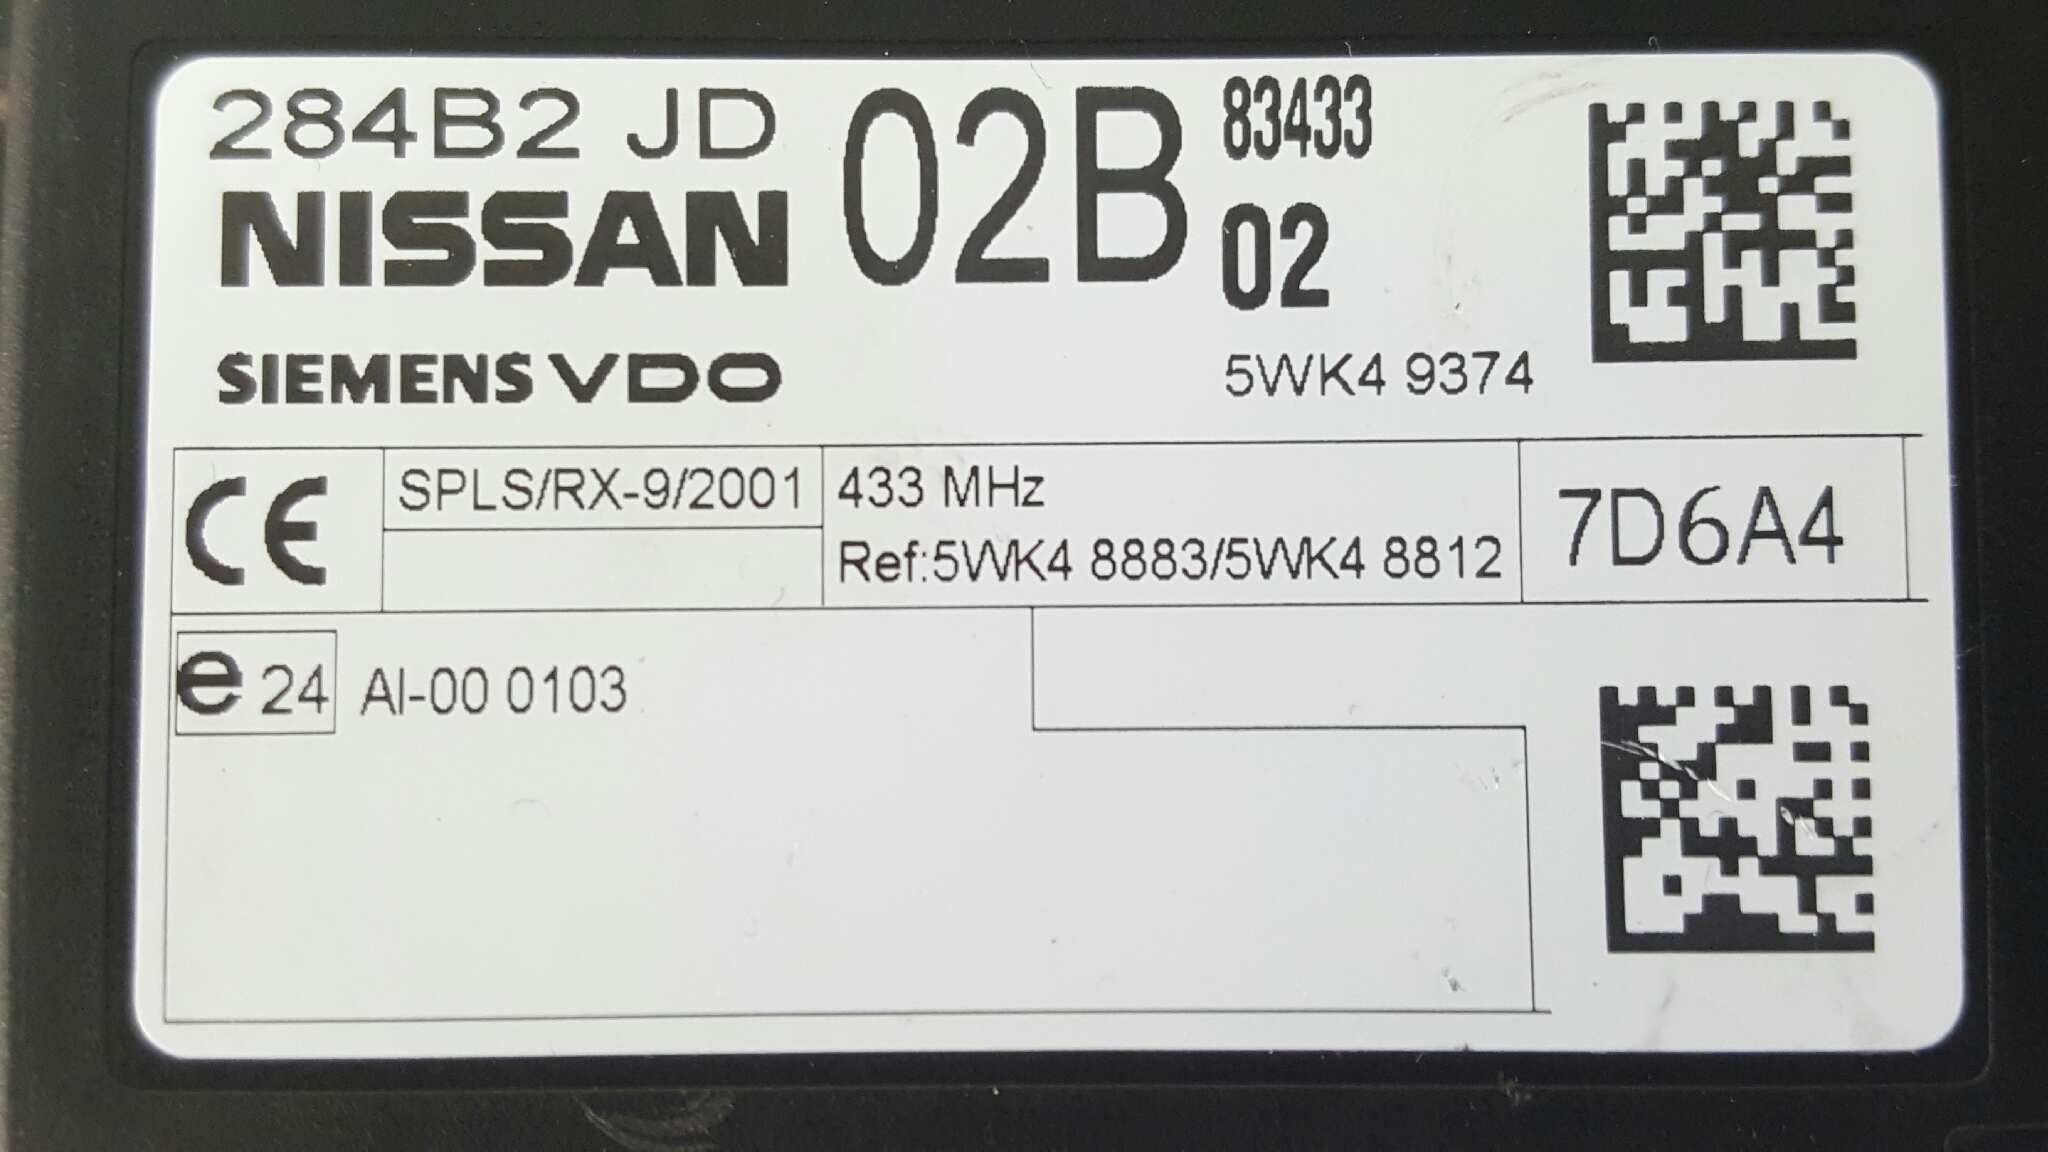 284B2 JD 02B 83433
NISSAN 02
SIEMENS VDO 5WK4 9374
CE SPLS/RX-9/2001 433 MHz 7D6A4
Ref:5WK4 8883/5WK4 8812
e 24 AI-00 0103